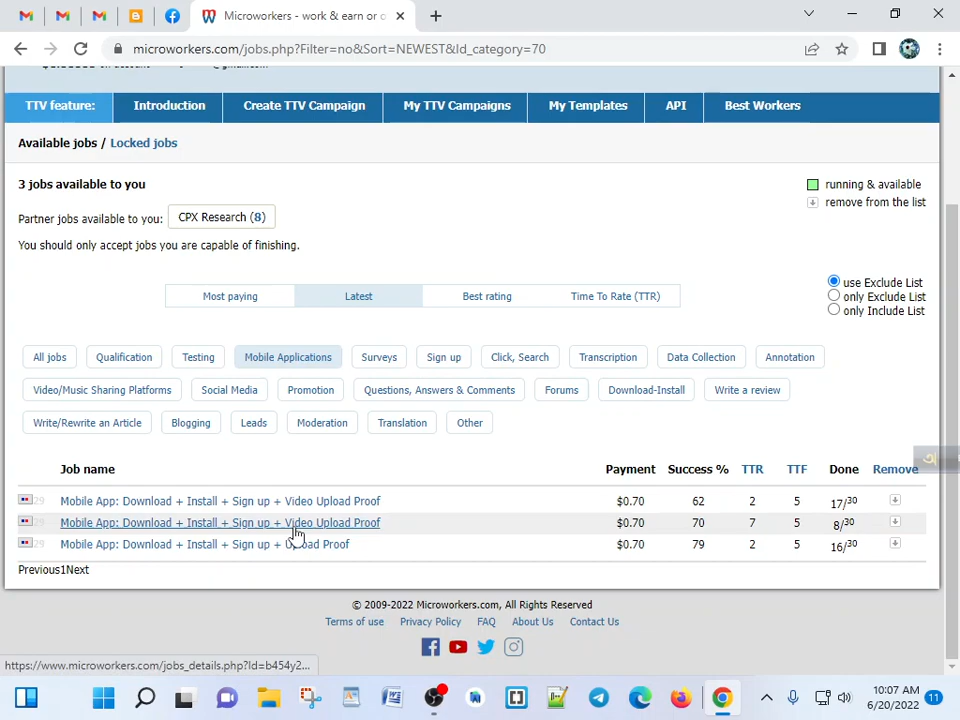 Microworkers - work & earn or o
microworkers.com/jobs.php?Filter=no&Sort=NEWEST&Id_category=70
TTV feature:
Introduction
Create TTV Campaign
My TTV Campaigns
My Templates
API
Best Workers
Available jobs / Locked jobs
3 jobs available to you
running & available
remove from the list
Partner jobs available to you: CPX Research (8)
You should only accept jobs you are capable of finishing.
Most paying
Latest
Best rating
Time To Rate (TTR)
use Exclude List
only Exclude List
only Include List
All jobs
Qualification
Testing
Mobile Applications
Surveys
Sign up
Click, Search
Transcription
Data Collection
Annotation
Video/Music Sharing Platforms
Social Media
Promotion
Questions, Answers & Comments
Forums
Download-Install
Write a review
Write/Rewrite an Article
Blogging
Leads
Moderation
Translation
Other
Job name Payment Success % TTR TTF Done Remove
29 Mobile App: Download + Install + Sign up + Video Upload Proof $0.70 62 2 5 17/30
29 Mobile App: Download + Install + Sign up + Video Upload Proof $0.70 70 7 5 8/30
29 Mobile App: Download + Install + Sign up + Upload Proof $0.70 79 2 5 16/30
Previous1Next
© 2009-2022 Microworkers.com, All Rights Reserved
Terms of use Privacy Policy FAQ About Us Contact Us
https://www.microworkers.com/jobs_details.php?Id=b454y2...
10:07 AM
6/20/2022
11